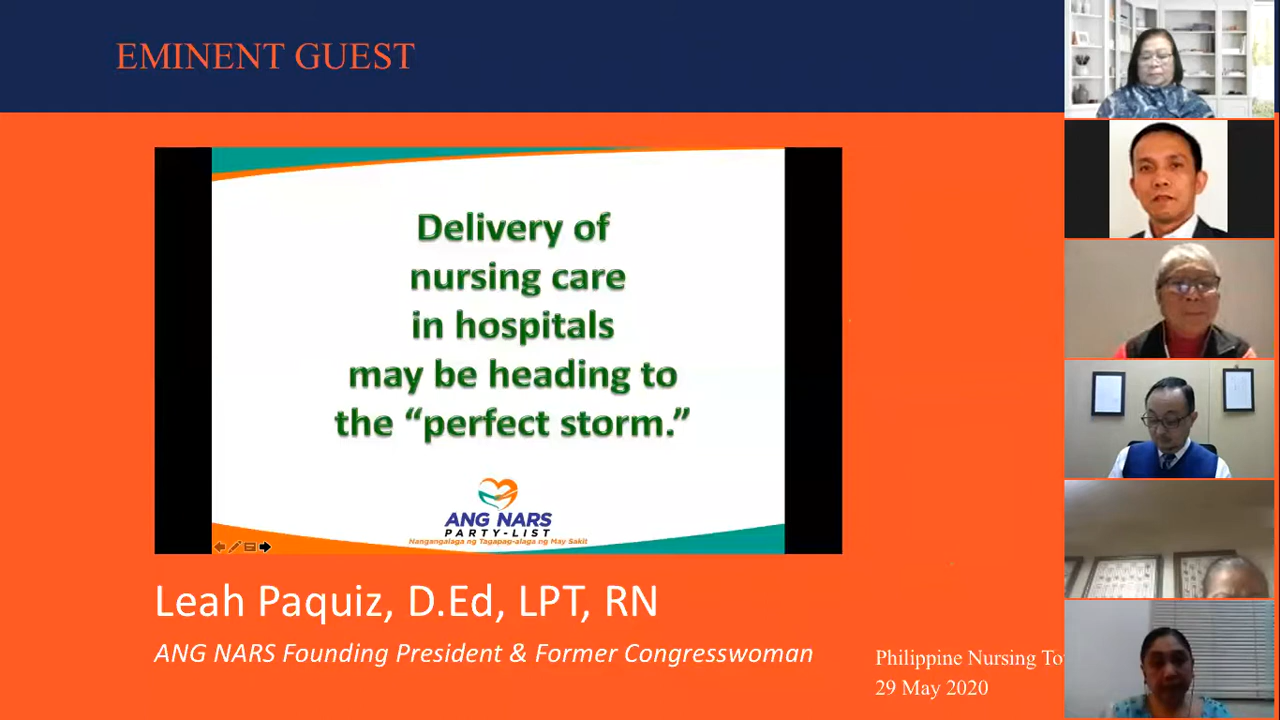 EMINENT GUEST
Delivery of
nursing care
in hospitals
may be heading to
the “perfect storm.”
ANG NARS
PARTY-LIST
Nangangalaga ng Tagapag-alaga ng May Sakit
Leah Paquiz, D.Ed, LPT, RN
ANG NARS Founding President & Former Congresswoman
Philippine Nursing
29 May 2020